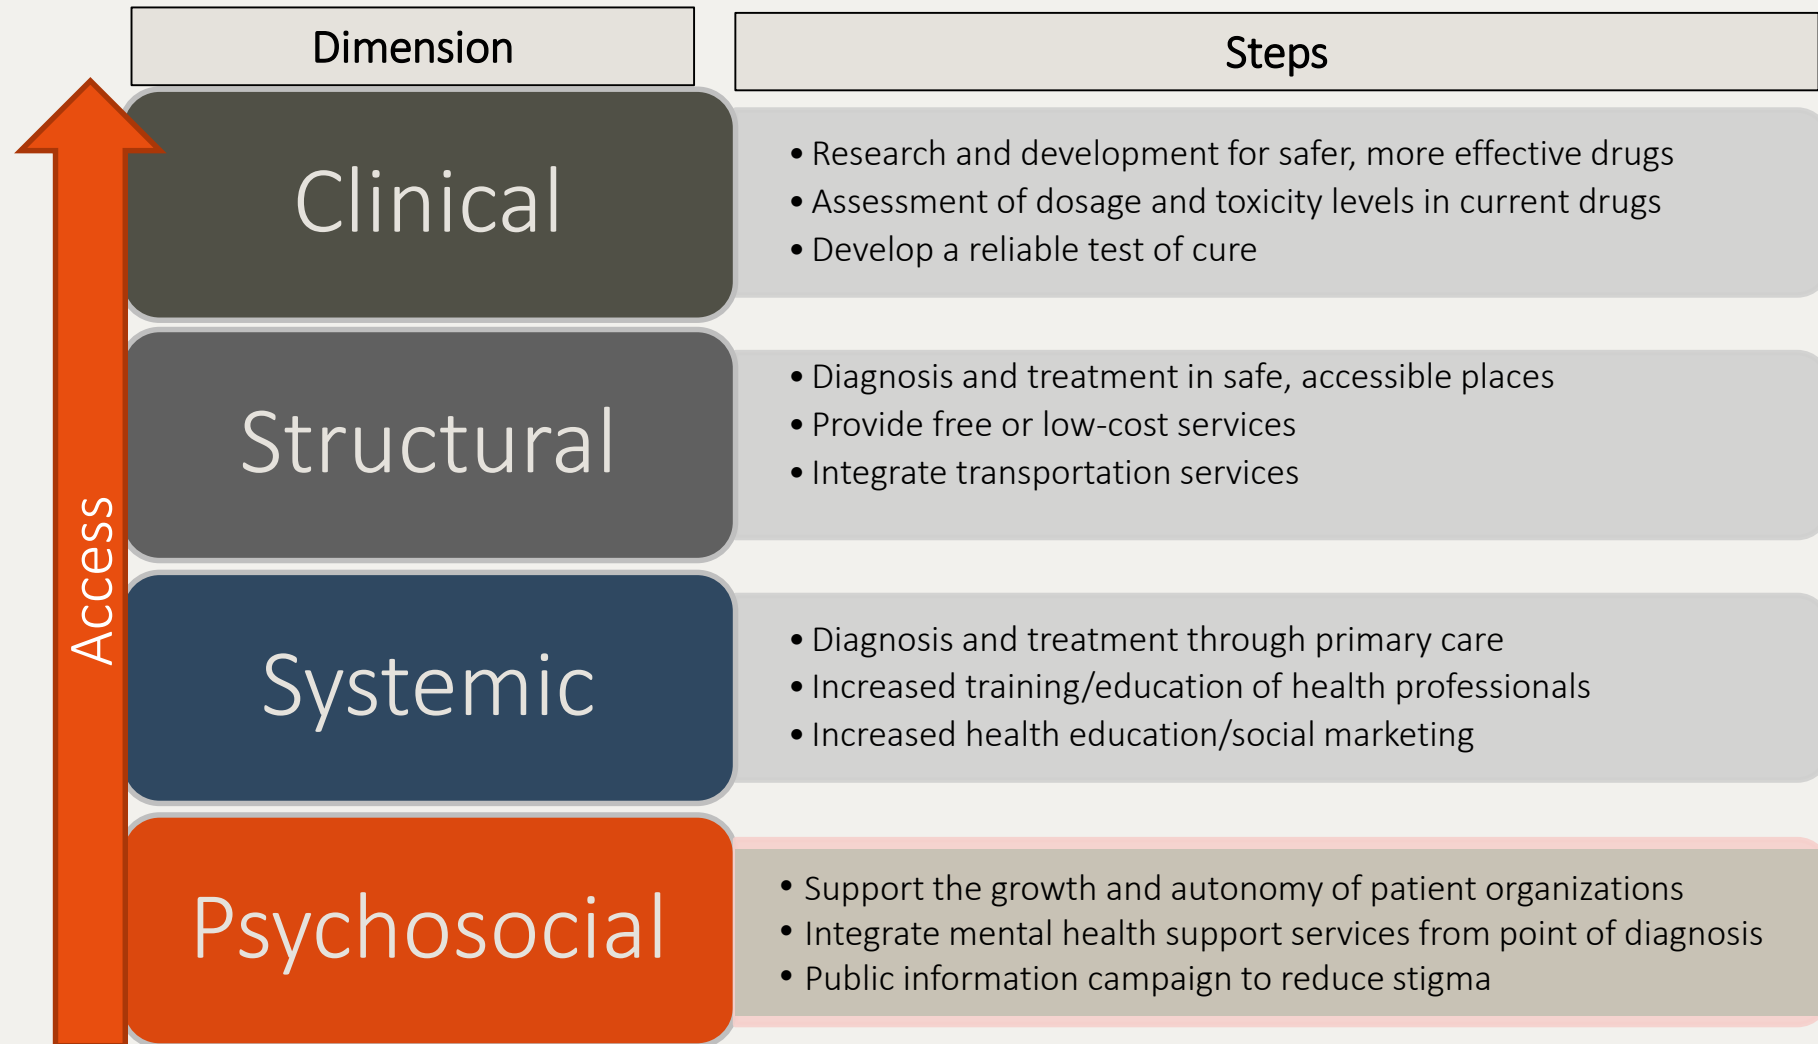 Dimension
Steps
Access
Clinical
• Research and development for safer, more effective drugs
• Assessment of dosage and toxicity levels in current drugs
• Develop a reliable test of cure
Structural
• Diagnosis and treatment in safe, accessible places
• Provide free or low-cost services
• Integrate transportation services
Systemic
• Diagnosis and treatment through primary care
• Increased training/education of health professionals
• Increased health education/social marketing
Psychosocial
• Support the growth and autonomy of patient organizations
• Integrate mental health support services from point of diagnosis
• Public information campaign to reduce stigma